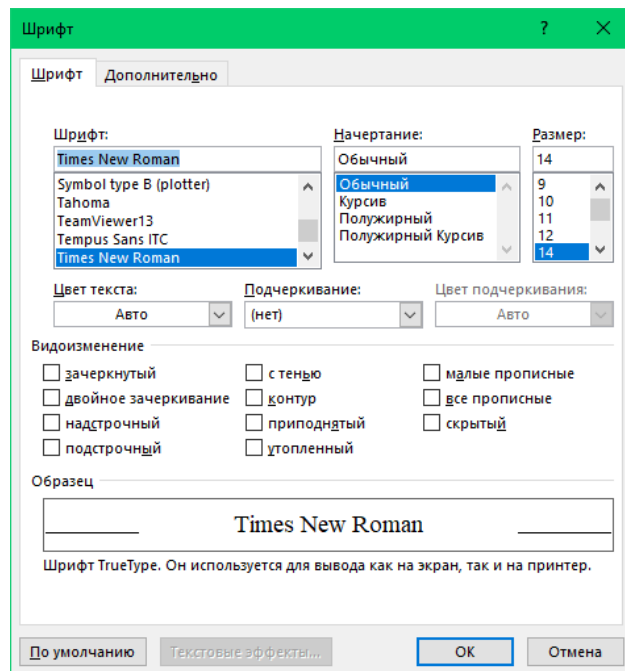 Шрифт ?
Шрифт Дополнительно
Шрифт: Начертание: Размер:
Times New Roman Обычный 14
Symbol type B (plotter) Обычный 9
Tahoma Курсив 10
TeamViewer13 Полужирный 11
Tempus Sans ITC Полужирный Курсив 12
Times New Roman 14
Цвет текста: Подчеркивание: Цвет подчеркивания:
Авто (нет) Авто
Видоизменение
зачеркнутый с тенью малые прописные
двойное зачеркивание контур все прописные
надстрочный приподнятый скрытый
подстрочный утопленный
Образец
Times New Roman
Шрифт TrueType. Он используется для вывода как на экран, так и на принтер.
По умолчанию Текстовые эффекты... ОК Отмена